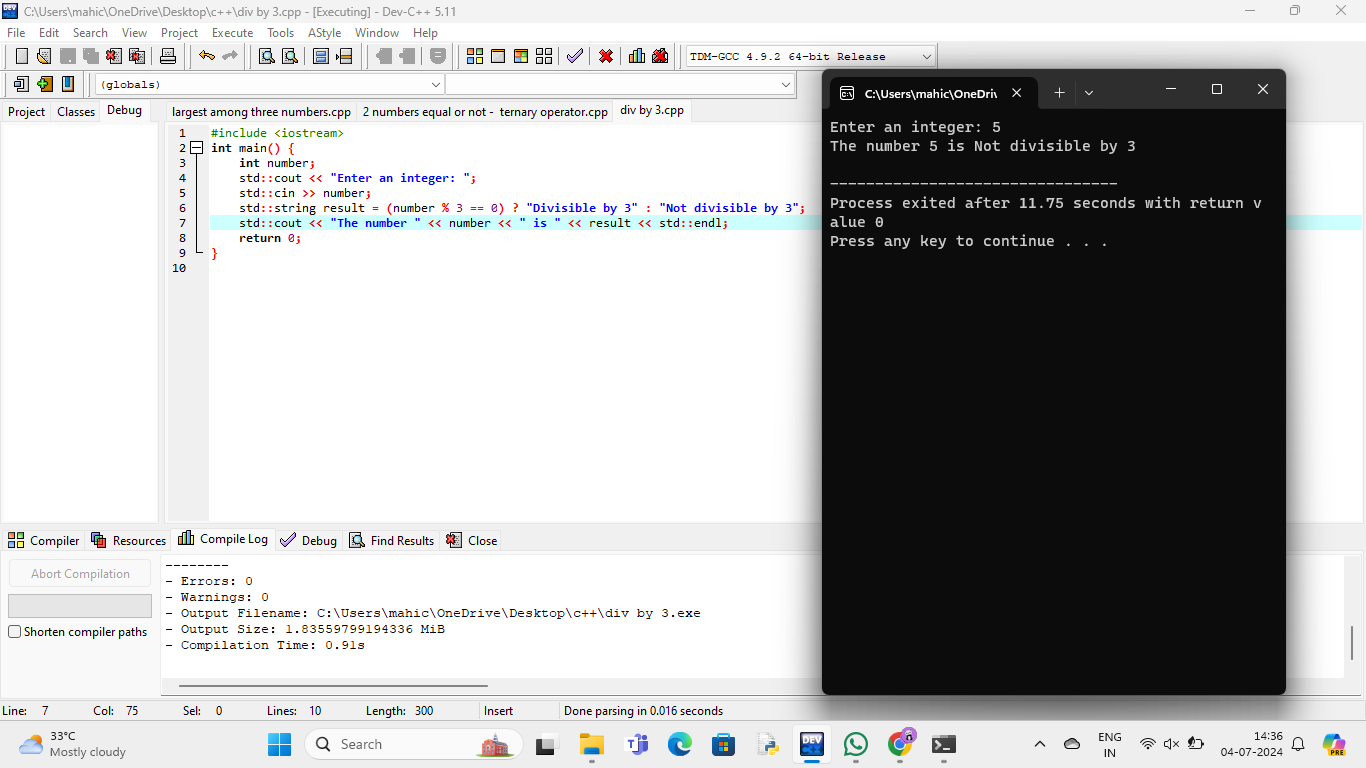 C:\Users\mahic\OneDrive\Desktop\c++\div by 3.cpp - [Executing] - Dev-C++ 5.11
File Edit Search View Project Execute Tools AStyle Window Help
TDM-GCC 4.9.2 64-bit Release
(globals)
Project Classes Debug
largest among three numbers.cpp 2 numbers equal or not - ternary operator.cpp div by 3.cpp
1 #include <iostream>
2 int main() {
3 int number;
4 std::cout << "Enter an integer: ";
5 std::cin >> number;
6 std::string result = (number % 3 == 0) ? "Divisible by 3" : "Not divisible by 3";
7 std::cout << "The number " << number << " is " << result << std::endl;
8 return 0;
9 }
10
C:\Users\mahic\OneDriv
Enter an integer: 5
The number 5 is Not divisible by 3
--------------------------------
Process exited after 11.75 seconds with return v
alue 0
Press any key to continue . . .
Compiler Resources Compile Log Debug Find Results Close
Abort Compilation
Shorten compiler paths
--------
- Errors: 0
- Warnings: 0
- Output Filename: C:\Users\mahic\OneDrive\Desktop\c++\div by 3.exe
- Output Size: 1.83559799194336 MiB
- Compilation Time: 0.91s
Line: 7 Col: 75 Sel: 0 Lines: 10 Length: 300 Insert Done parsing in 0.016 seconds
33°C
Mostly cloudy
Search
DEV
ENG
IN
14:36
04-07-2024
PRE